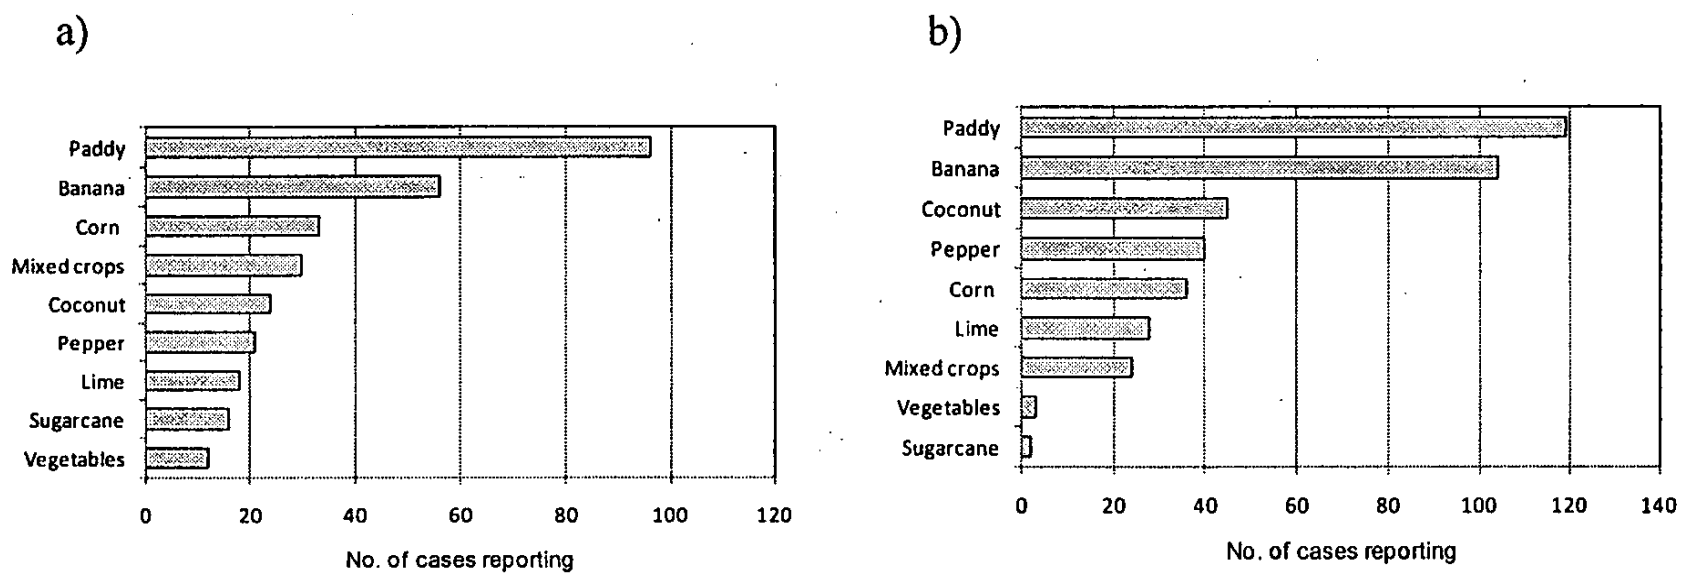 a)
Paddy
Banana
Corn
Mixed crops
Coconut
Pepper
Lime
Sugarcane
Vegetables
0 20 40 60 80 100 120
No. of cases reporting
b)
Paddy
Banana
Coconut
Pepper
Corn
Lime
Mixed crops
Vegetables
Sugarcane
0 20 40 60 80 100 120 140
No. of cases reporting